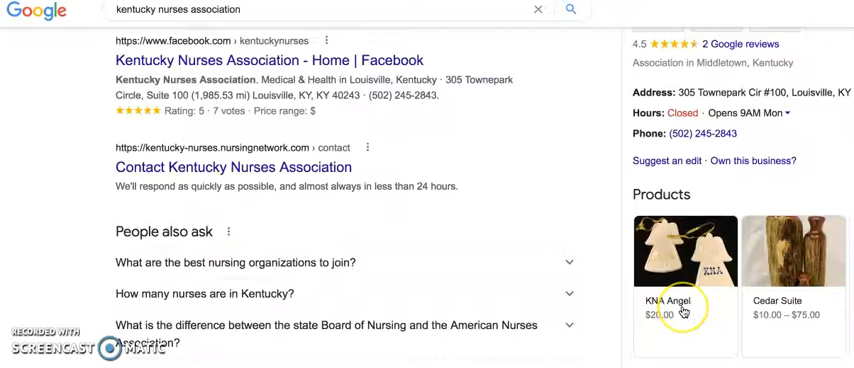 Google
kentucky nurses association
https://www.facebook.com › kentuckynurses
Kentucky Nurses Association - Home | Facebook
Kentucky Nurses Association. Medical & Health in Louisville, Kentucky · 305 Townepark
Circle, Suite 100 (1,985.53 mi) Louisville, KY, KY 40243 · (502) 245-2843.
Rating: 5 · 7 votes · Price range: $
https://kentucky-nurses.nursingnetwork.com › contact
Contact Kentucky Nurses Association
We'll respond as quickly as possible, and almost always in less than 24 hours.
People also ask
What are the best nursing organizations to join?
How many nurses are in Kentucky?
What is the difference between the state Board of Nursing and the American Nurses
Association?
RECORDED WITH
SCREENCAST MATIC
4.5 2 Google reviews
Association in Middletown, Kentucky
Address: 305 Townepark Cir #100, Louisville, KY
Hours: Closed · Opens 9AM Mon
Phone: (502) 245-2843
Suggest an edit · Own this business?
Products
KNA
KNA Angel
$20.00
Cedar Suite
$10.00 – $75.00